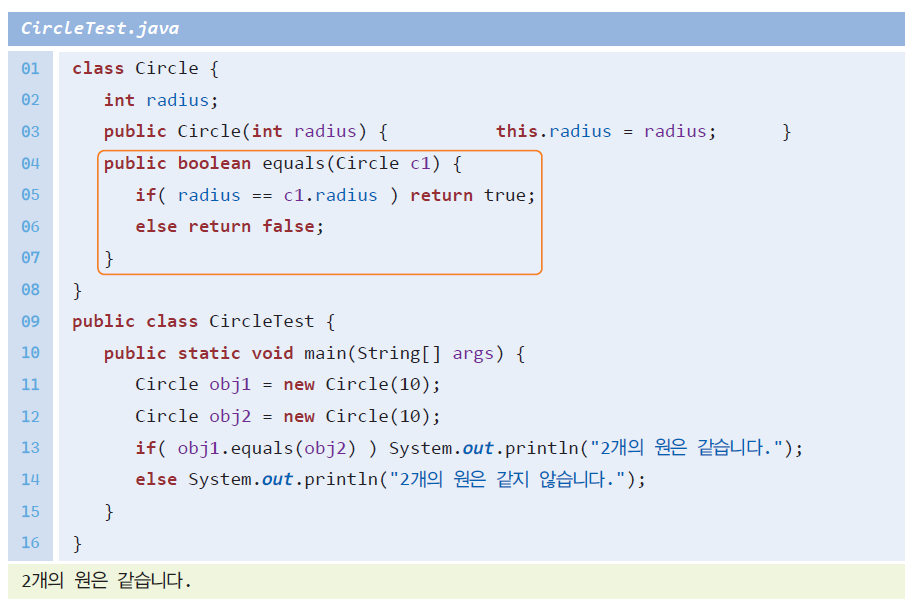 CircleTest.java
01 class Circle {
02 int radius;
03 public Circle(int radius) { this.radius = radius; }
04 public boolean equals(Circle c1) {
05 if( radius == c1.radius ) return true;
06 else return false;
07 }
08 }
09 public class CircleTest {
10 public static void main(String[] args) {
11 Circle obj1 = new Circle(10);
12 Circle obj2 = new Circle(10);
13 if( obj1.equals(obj2) ) System.out.println("2개의 원은 같습니다.");
14 else System.out.println("2개의 원은 같지 않습니다.");
15 }
16 }
2개의 원은 같습니다.